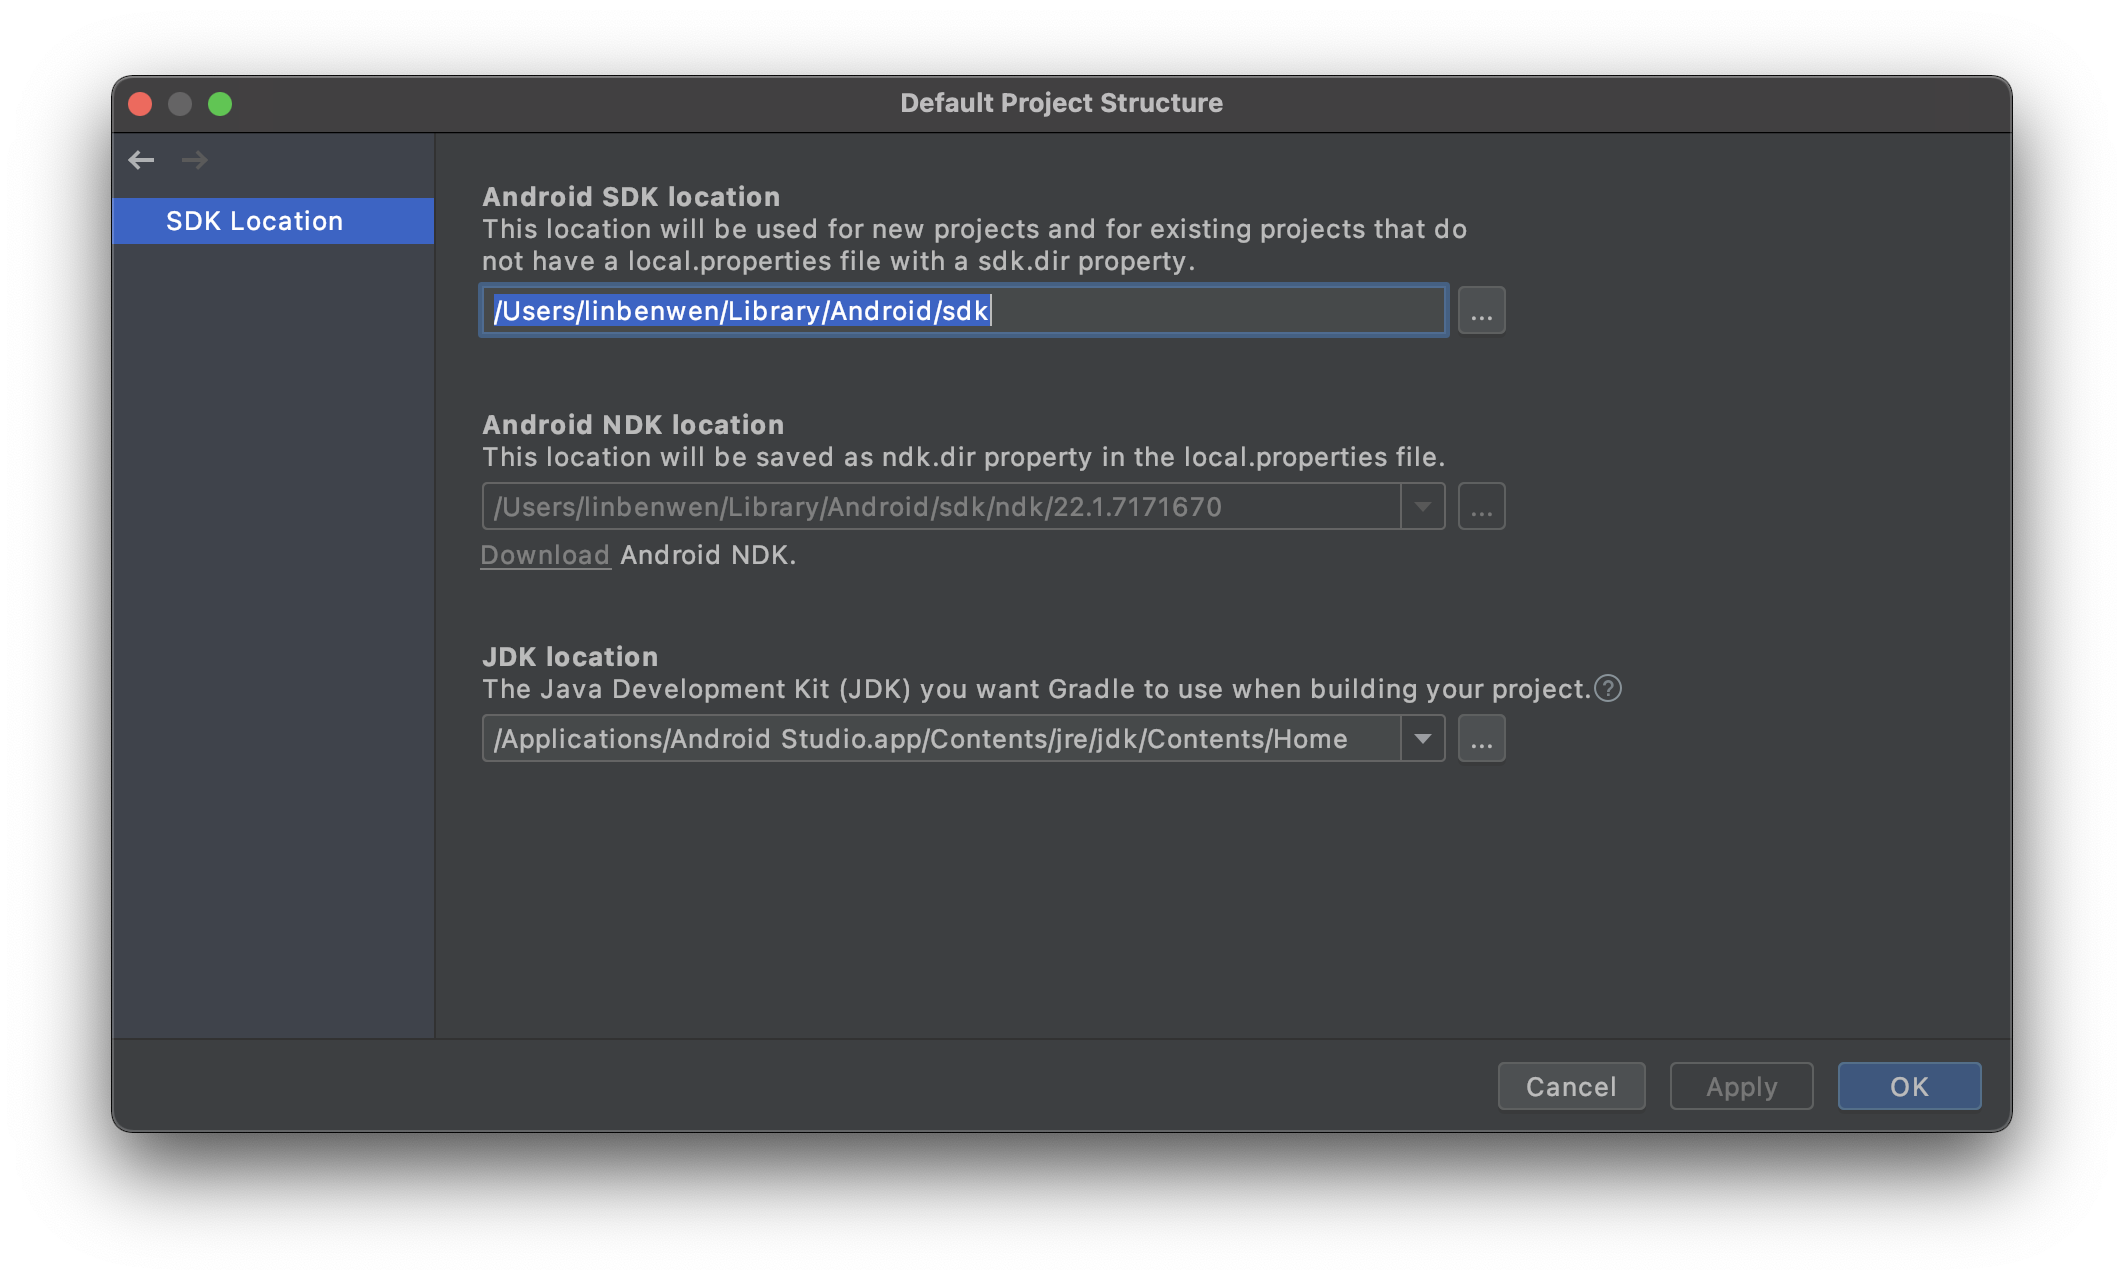 Default Project Structure
SDK Location
Android SDK location
This location will be used for new projects and for existing projects that do
not have a local.properties file with a sdk.dir property.
/Users/linbenwen/Library/Android/sdk
...
Android NDK location
This location will be saved as ndk.dir property in the local.properties file.
/Users/linbenwen/Library/Android/sdk/ndk/22.1.7171670
...
Download Android NDK.
JDK location
The Java Development Kit (JDK) you want Gradle to use when building your project.?
/Applications/Android Studio.app/Contents/jre/jdk/Contents/Home
...
Cancel
Apply
OK